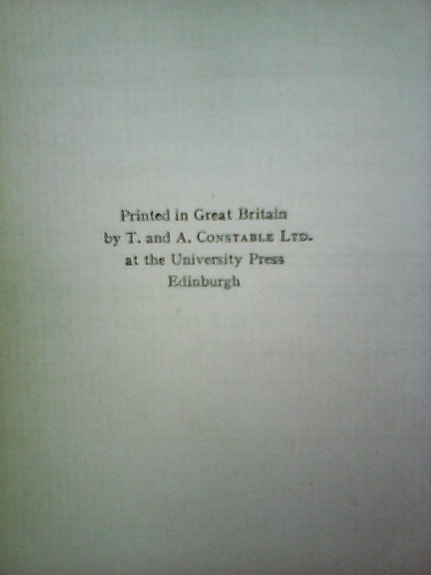 Printed in Great Britain
by T. and A. CONSTABLE LTD.
at the University Press
Edinburgh